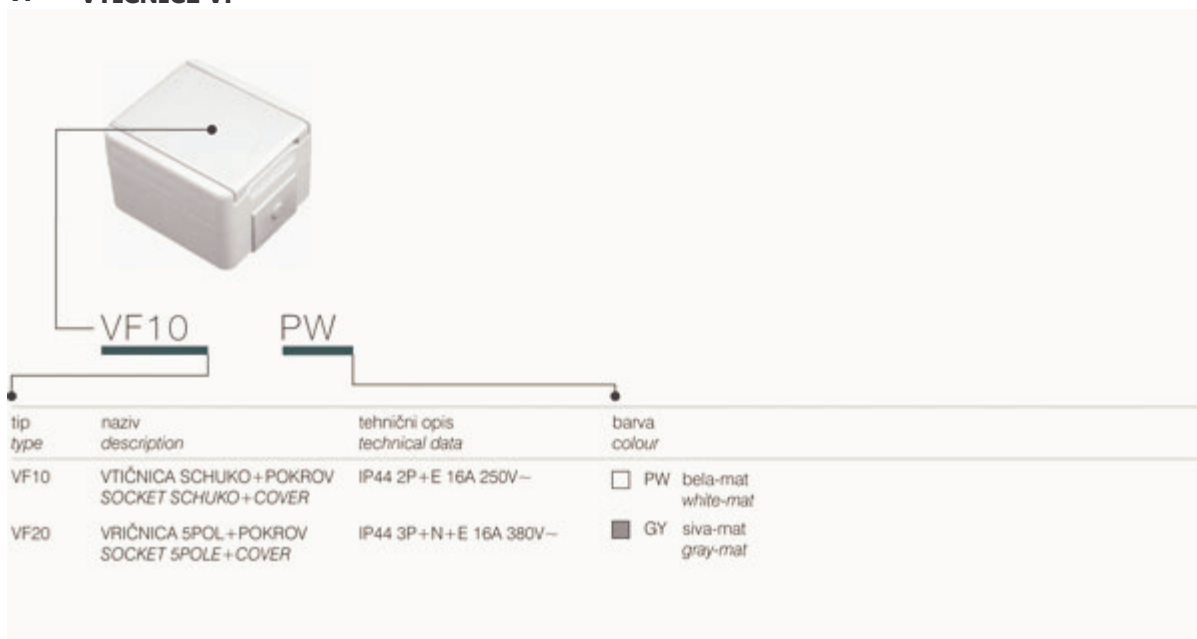 VTIČNICE VF
VF10 PW
tip naziv tehnični opis barva
type description technical data colour
VF10 VTIČNICA SCHUKO+POKROV IP44 2P+E 16A 250V~ PW bela-mat
SOCKET SCHUKO+COVER white-mat
VF20 VRIČNICA 5POL+POKROV IP44 3P+N+E 16A 380V~ GY siva-mat
SOCKET 5POLE+COVER gray-mat